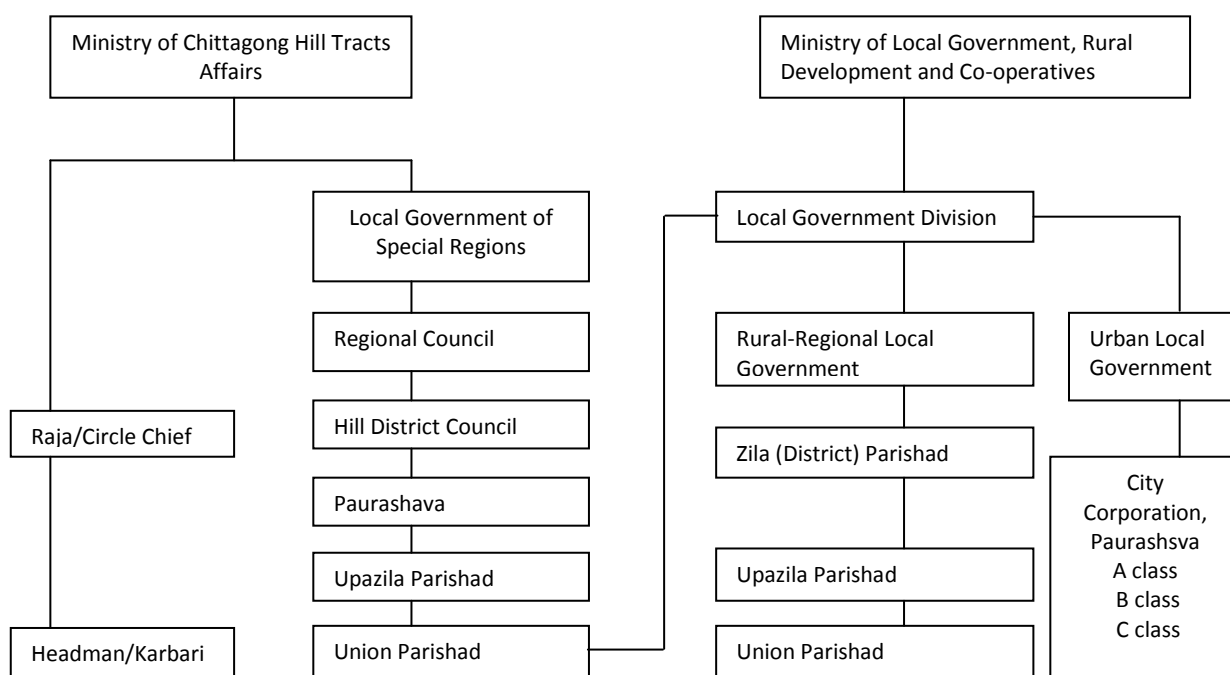 Ministry of Chittagong Hill Tracts
Affairs
Ministry of Local Government, Rural
Development and Co-operatives
Local Government of
Special Regions
Local Government Division
Regional Council
Rural-Regional Local
Government
Urban Local
Government
Raja/Circle Chief
Hill District Council
Zila (District) Parishad
Paurashava
City
Corporation,
Paurashsva
A class
B class
C class
Upazila Parishad
Upazila Parishad
Headman/Karbari
Union Parishad
Union Parishad